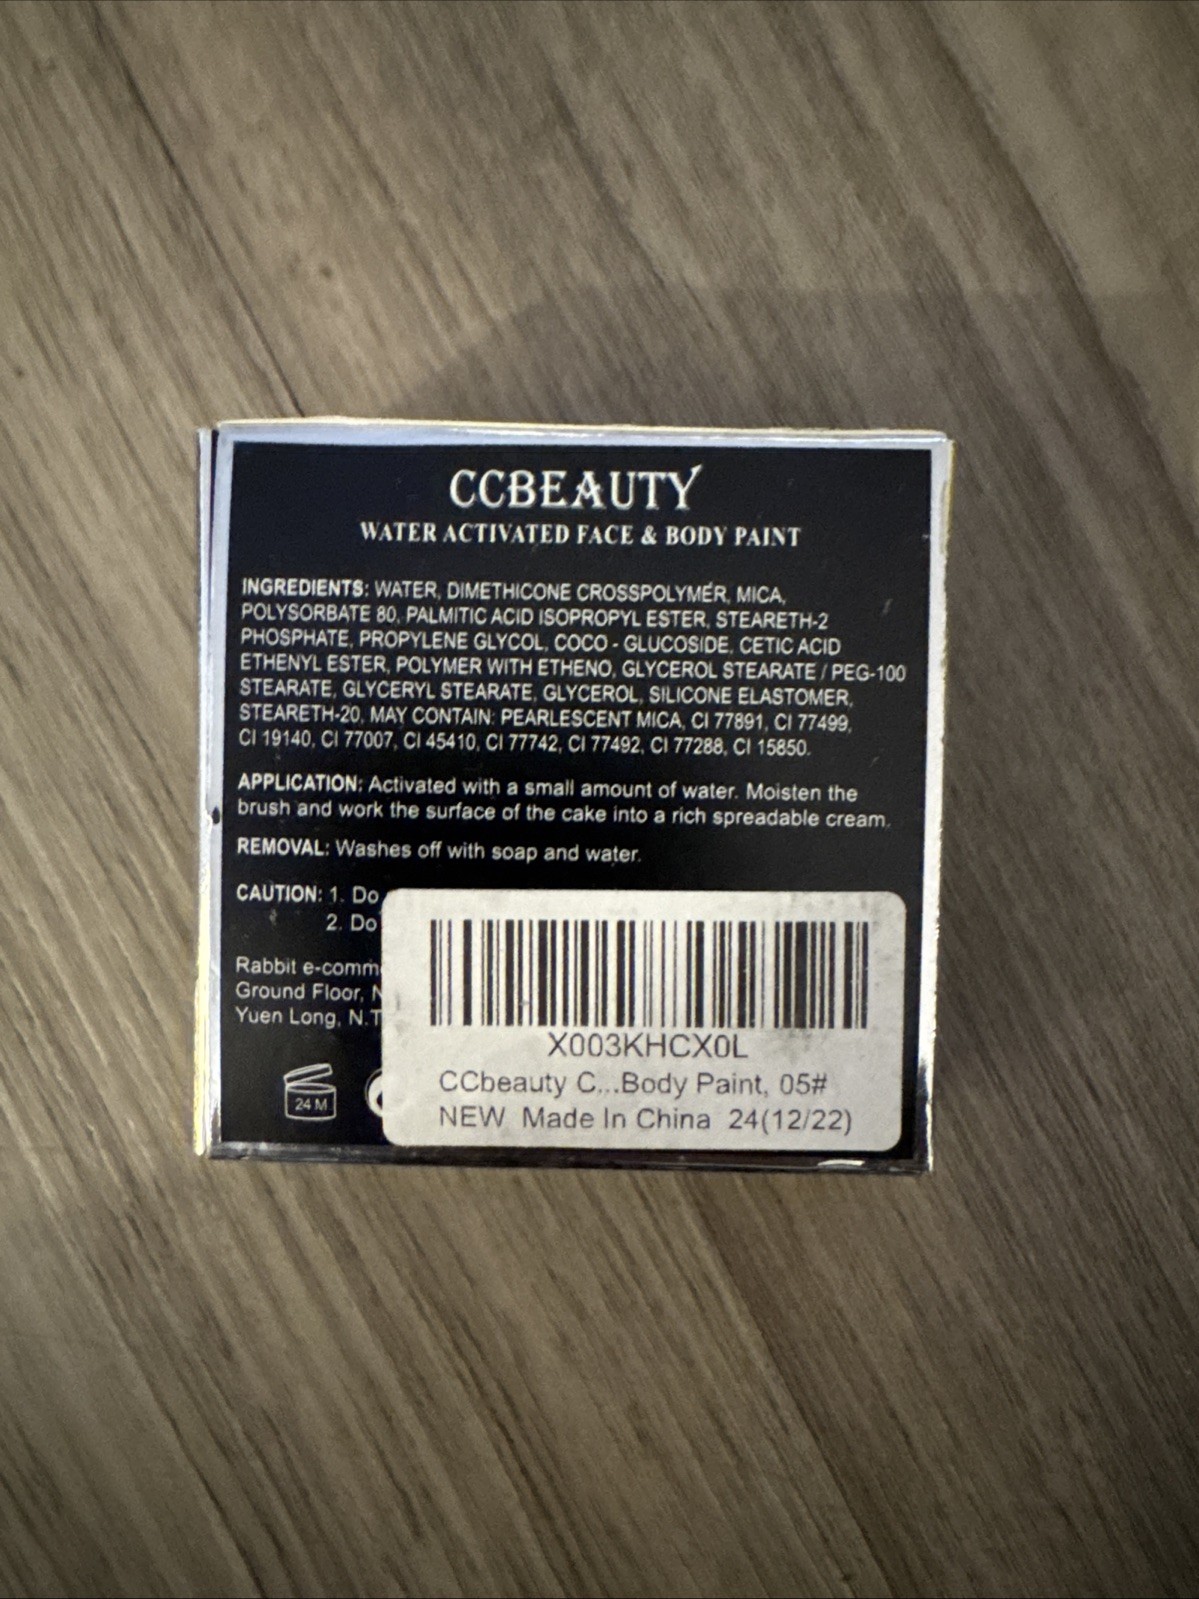 CCBEAUTY
WATER ACTIVATED FACE & BODY PAINT
INGREDIENTS: WATER, DIMETHICONE CROSSPOLYMER, MICA,
POLYSORBATE 80, PALMITIC ACID ISOPROPYL ESTER, STEARETH-2
PHOSPHATE, PROPYLENE GLYCOL, COCO - GLUCOSIDE, CETIC ACID
ETHENYL ESTER, POLYMER WITH ETHENO, GLYCEROL STEARATE / PEG-100
STEARATE, GLYCERYL STEARATE, GLYCEROL, SILICONE ELASTOMER,
STEARETH-20, MAY CONTAIN: PEARLESCENT MICA, CI 77891, CI 77499,
CI 19140, CI 77007, CI 45410, CI 77742, CI 77492, CI 77288, CI 15850.
APPLICATION: Activated with a small amount of water. Moisten the
brush and work the surface of the cake into a rich spreadable cream.
REMOVAL: Washes off with soap and water.
CAUTION: 1. Do
2. Do
Rabbit e-comm
Ground Floor,
Yuen Long, N.T
24 M
X003KHCX0L
CCbeauty C...Body Paint, 05#
NEW Made In China 24(12/22)